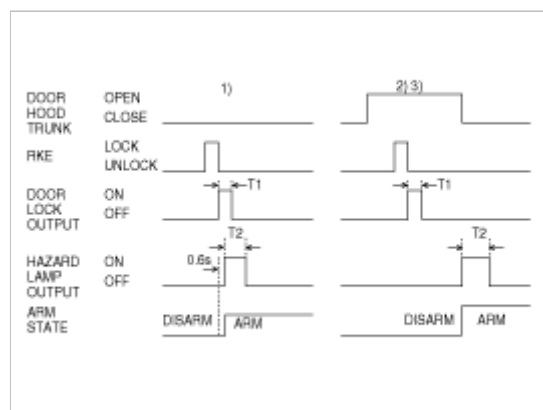 1)
2) 3)
DOOR HOOD TRUNK
OPEN
CLOSE
RKE
LOCK
UNLOCK
T1
T1
DOOR LOCK OUTPUT
ON
OFF
T2
T2
HAZARD LAMP OUTPUT
ON
OFF
0.6s
ARM STATE
DISARM
ARM
DISARM
ARM